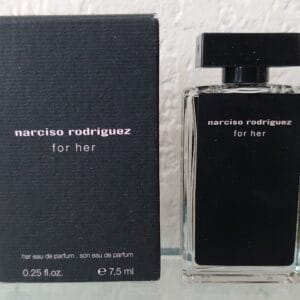 narciso rodriguez
for her
her eau de parfum . son eau de parfum
0.25 fl.oz. ℮ 7,5 ml
narciso rodriguez
for her